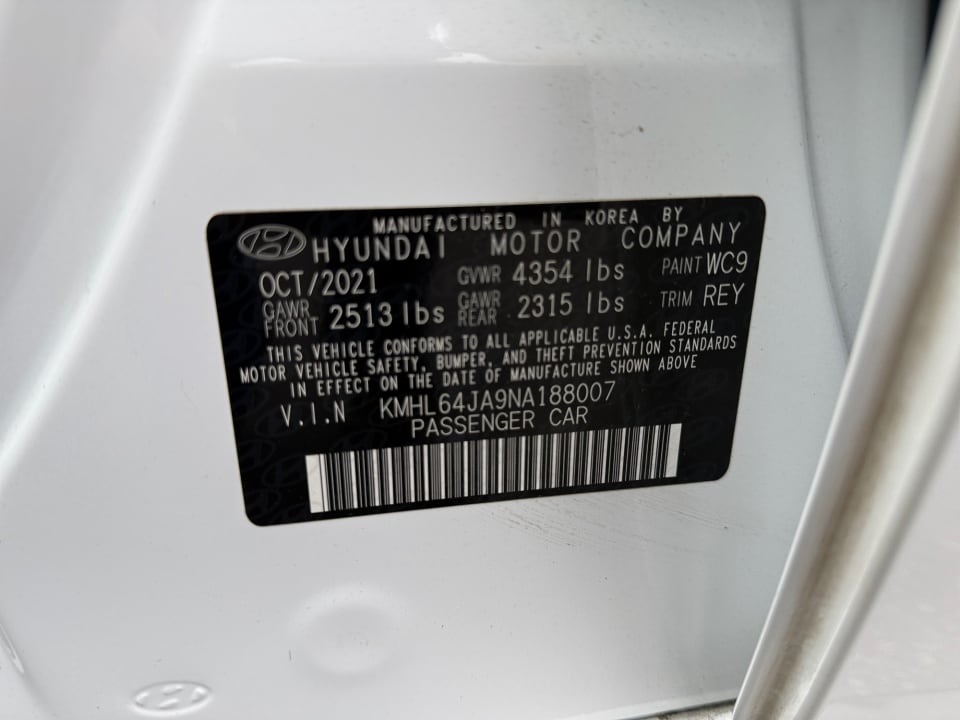 MANUFACTURED IN KOREA BY
HYUNDAI MOTOR COMPANY
OCT/2021 GVWR 4354 lbs PAINT WC9
GAWR FRONT 2513 lbs GAWR REAR 2315 lbs TRIM REY
THIS VEHICLE CONFORMS TO ALL APPLICABLE U.S.A. FEDERAL
MOTOR VEHICLE SAFETY, BUMPER, AND THEFT PREVENTION STANDARDS
IN EFFECT ON THE DATE OF MANUFACTURE SHOWN ABOVE
V.I.N KMHL64JA9NA188007
PASSENGER CAR